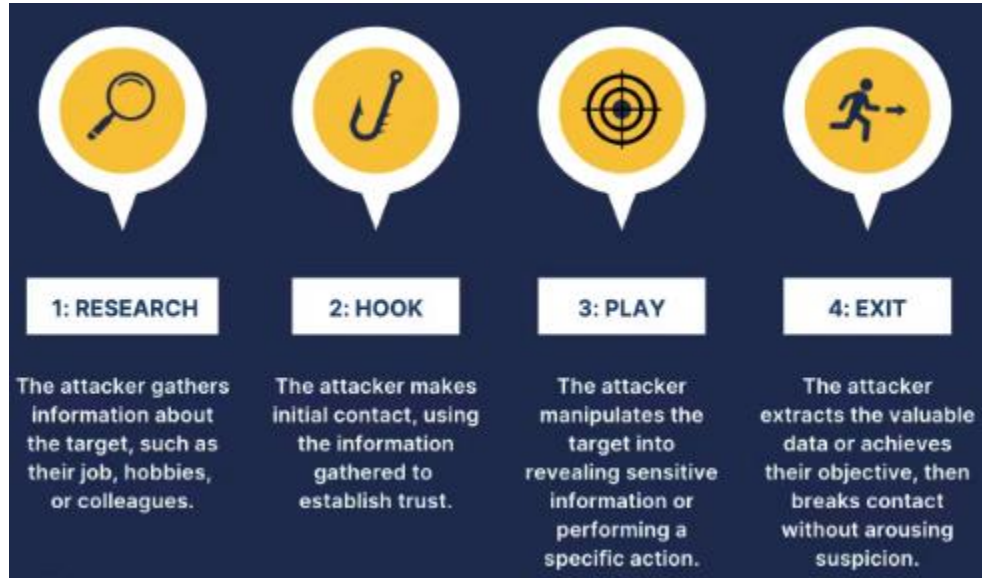 1: RESEARCH
The attacker gathers
information about
the target, such as
their job, hobbies,
or colleagues.
2: HOOK
The attacker makes
initial contact, using
the information
gathered to
establish trust.
3: PLAY
The attacker
manipulates the
target into
revealing sensitive
information or
performing a
specific action.
4: EXIT
The attacker
extracts the valuable
data or achieves
their objective, then
breaks contact
without arousing
suspicion.